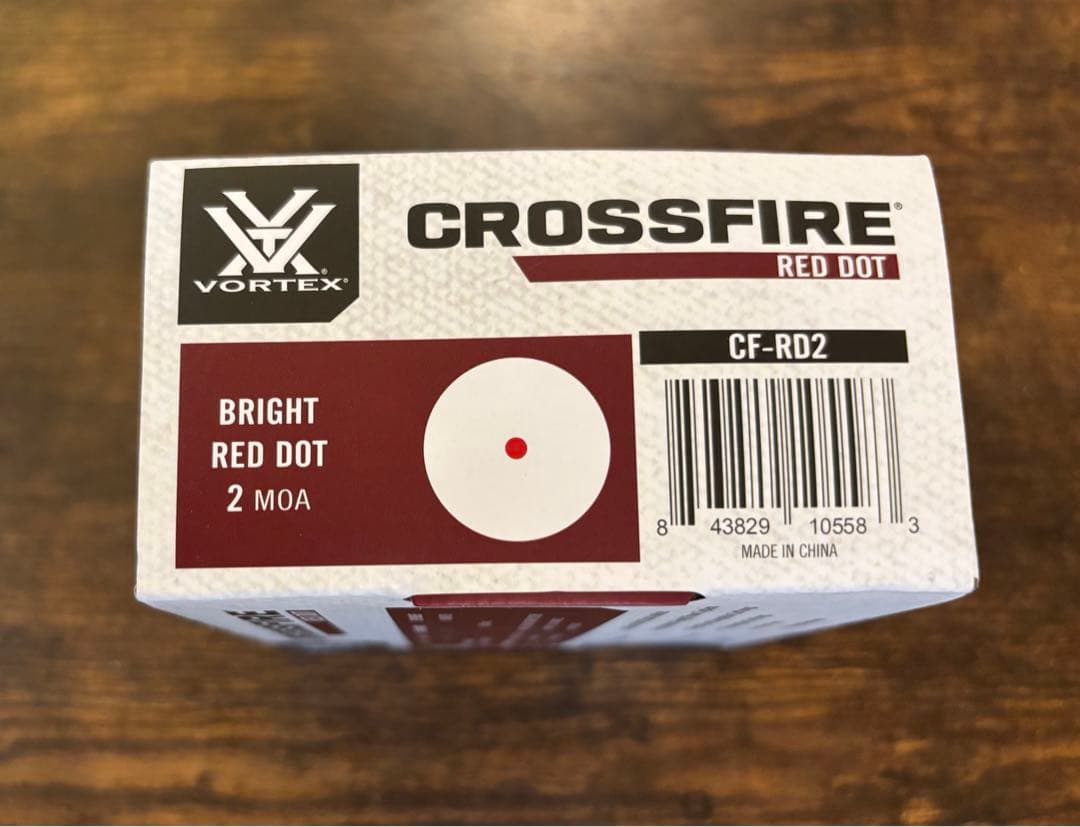 VORTEX®
CROSSFIRE®
RED DOT
BRIGHT
RED DOT
2 MOA
CF-RD2
8 43829 10558 3
MADE IN CHINA